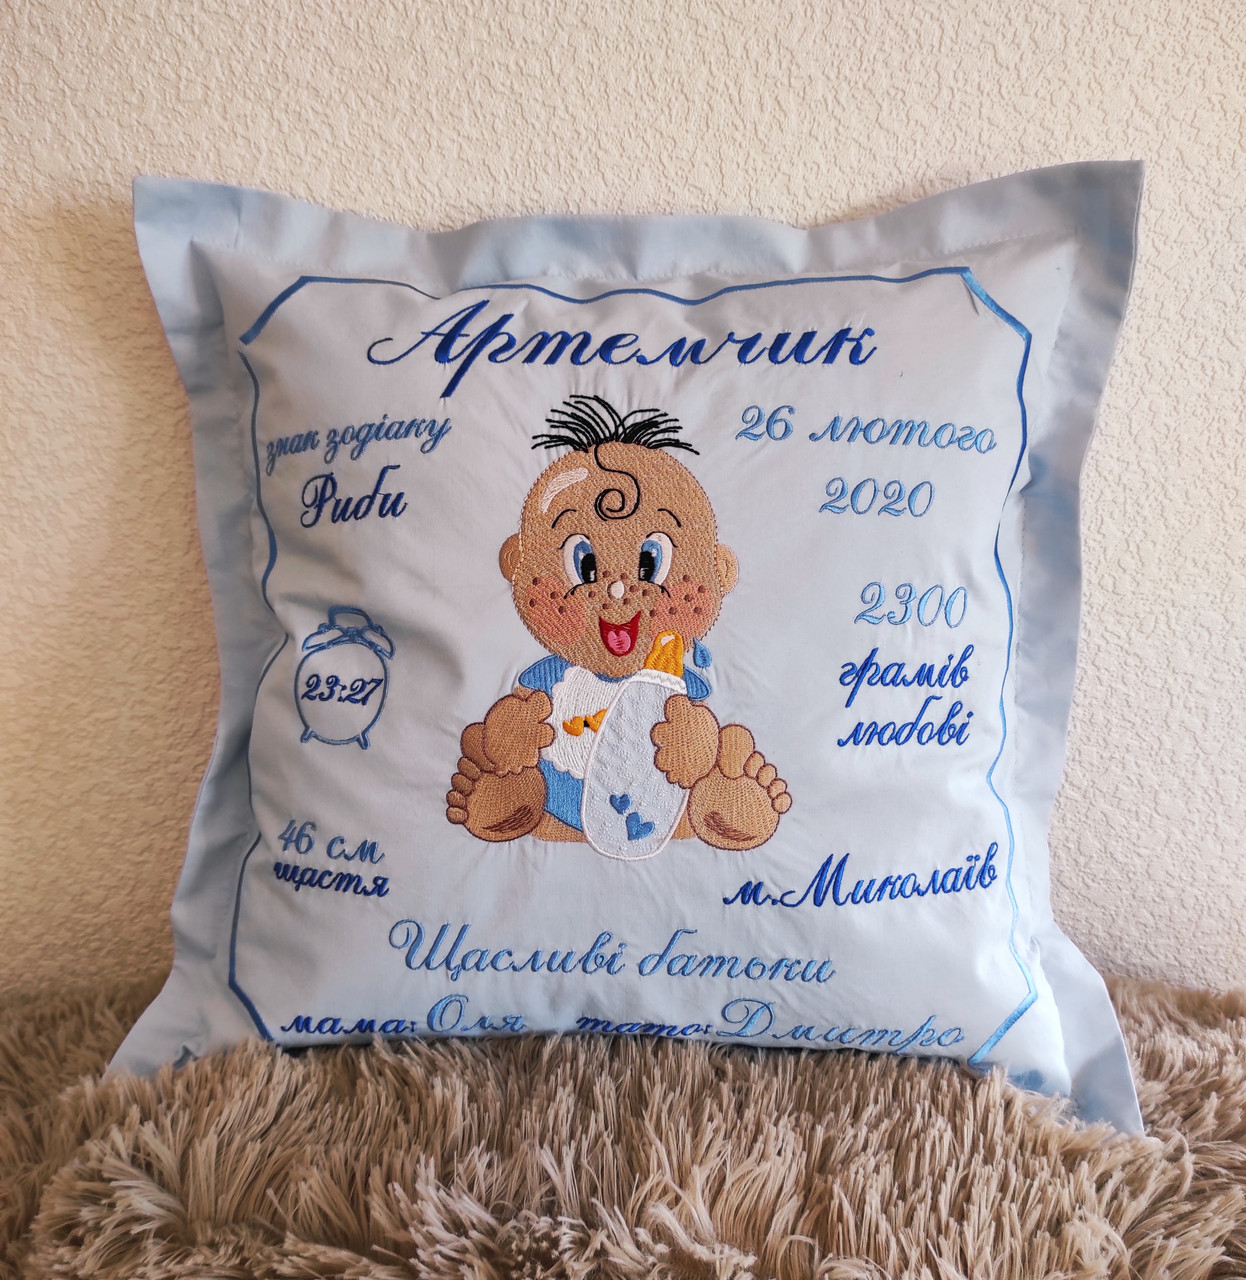 Артемчик
знак зодіаку
Риби
26 лютого
2020
23:27
2300
грамів
любові
46 см
щастя
м.Миколаїв
Щасливі батьки
мама: Оля тато: Дмитро